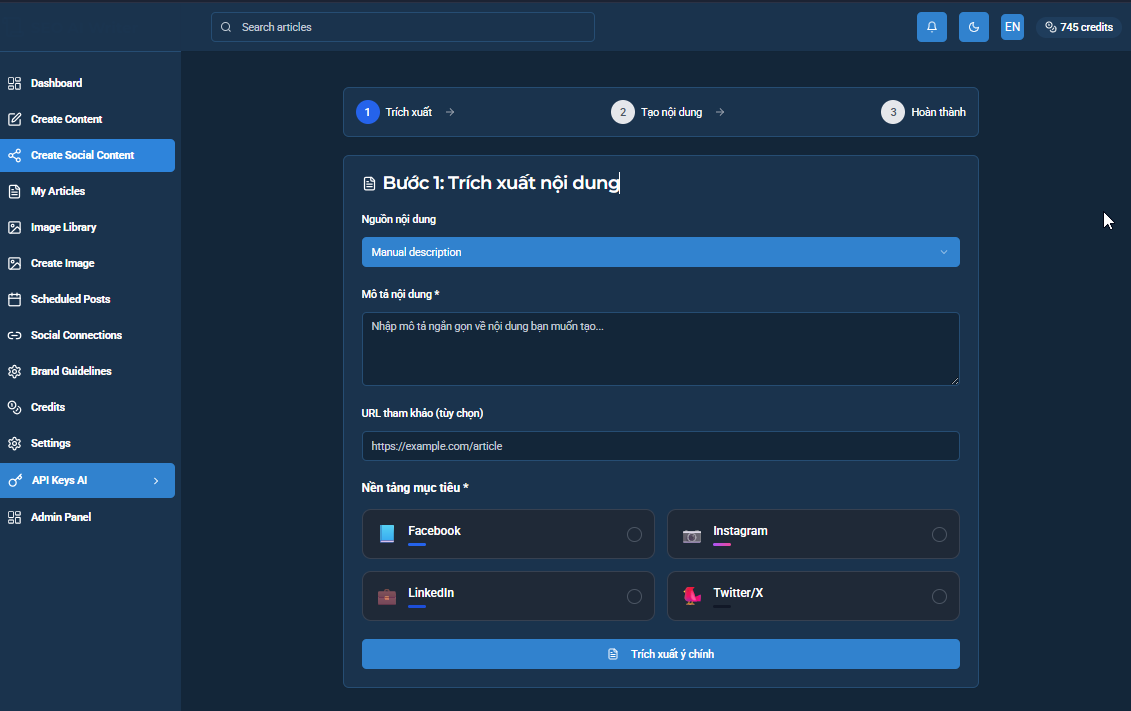 Search articles
EN
745 credits
Dashboard
Create Content
Create Social Content
My Articles
Image Library
Create Image
Scheduled Posts
Social Connections
Brand Guidelines
Credits
Settings
API Keys AI
Admin Panel
1 Trích xuất
2 Tạo nội dung
3 Hoàn thành
Bước 1: Trích xuất nội dung
Nguồn nội dung
Manual description
Mô tả nội dung *
Nhập mô tả ngắn gọn về nội dung bạn muốn tạo...
URL tham khảo (tùy chọn)
https://example.com/article
Nền tảng mục tiêu *
Facebook
Instagram
LinkedIn
Twitter/X
Trích xuất ý chính